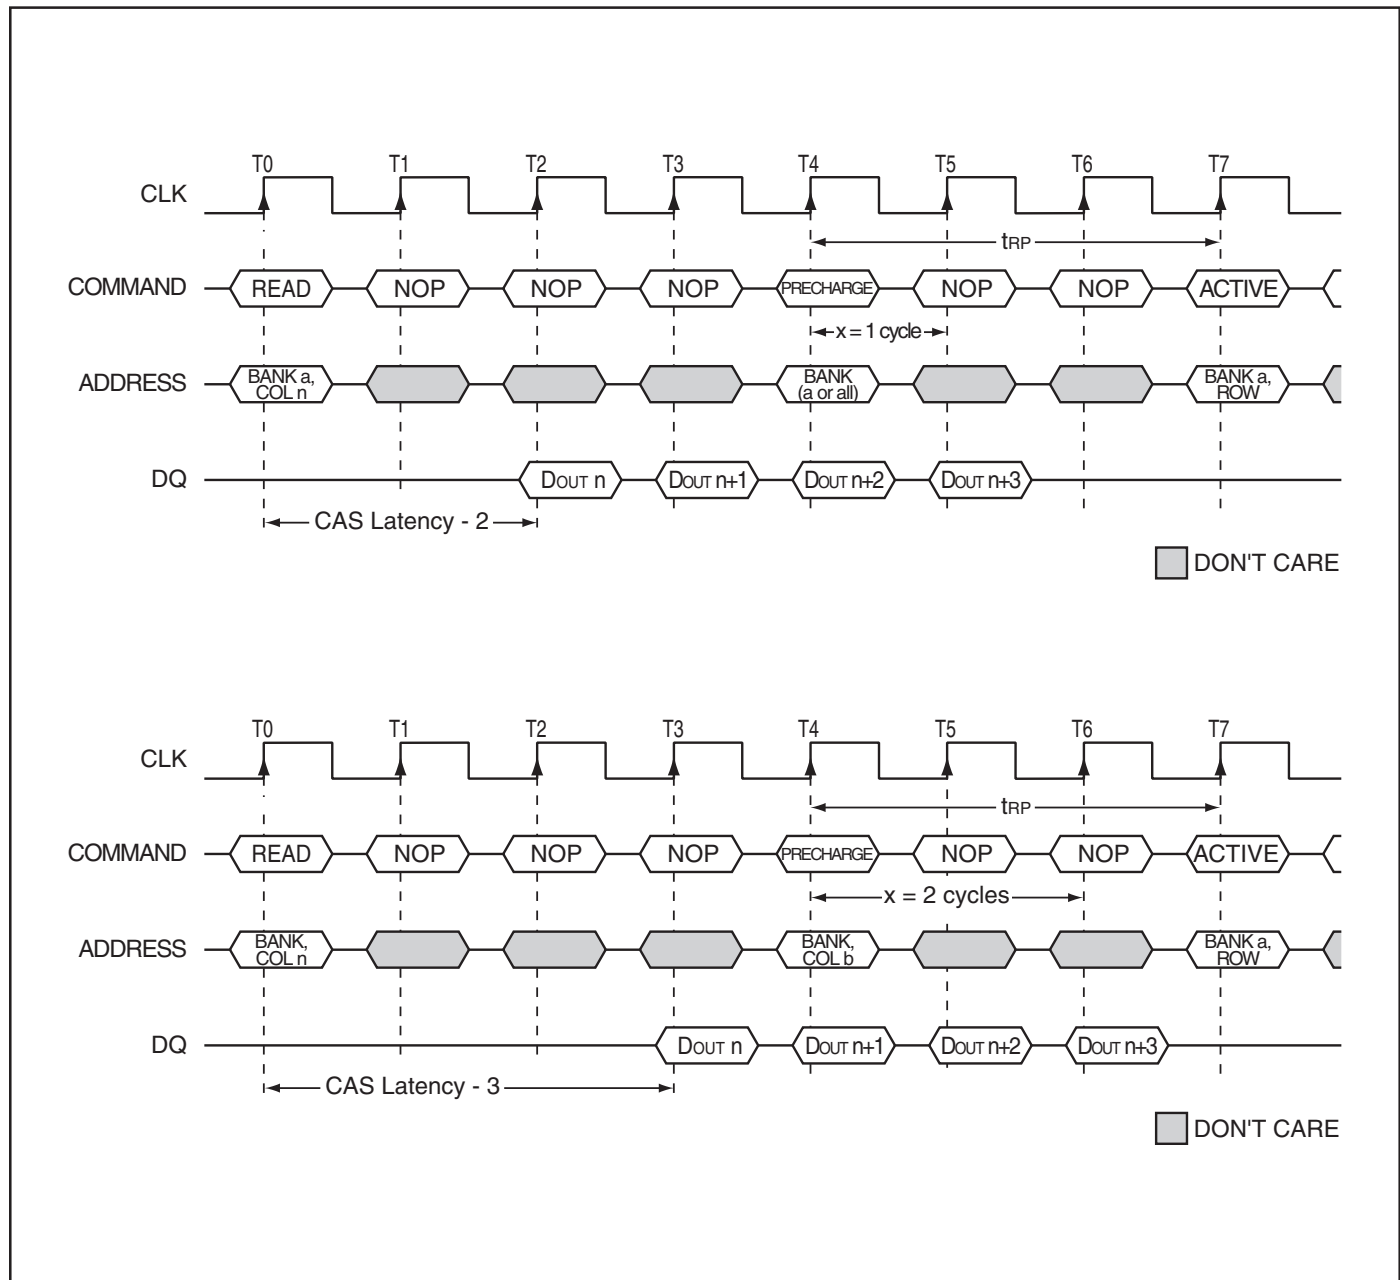 T0 T1 T2 T3 T4 T5 T6 T7
CLK
tRP
COMMAND READ NOP NOP NOP PRECHARGE NOP NOP ACTIVE
x = 1 cycle
ADDRESS BANK a, COL n BANK (a or all) BANK a, ROW
DQ DOUT n DOUT n+1 DOUT n+2 DOUT n+3
CAS Latency - 2
DON'T CARE
T0 T1 T2 T3 T4 T5 T6 T7
CLK
tRP
COMMAND READ NOP NOP NOP PRECHARGE NOP NOP ACTIVE
x = 2 cycles
ADDRESS BANK, COL n BANK, COL b BANK a, ROW
DQ DOUT n DOUT n+1 DOUT n+2 DOUT n+3
CAS Latency - 3
DON'T CARE